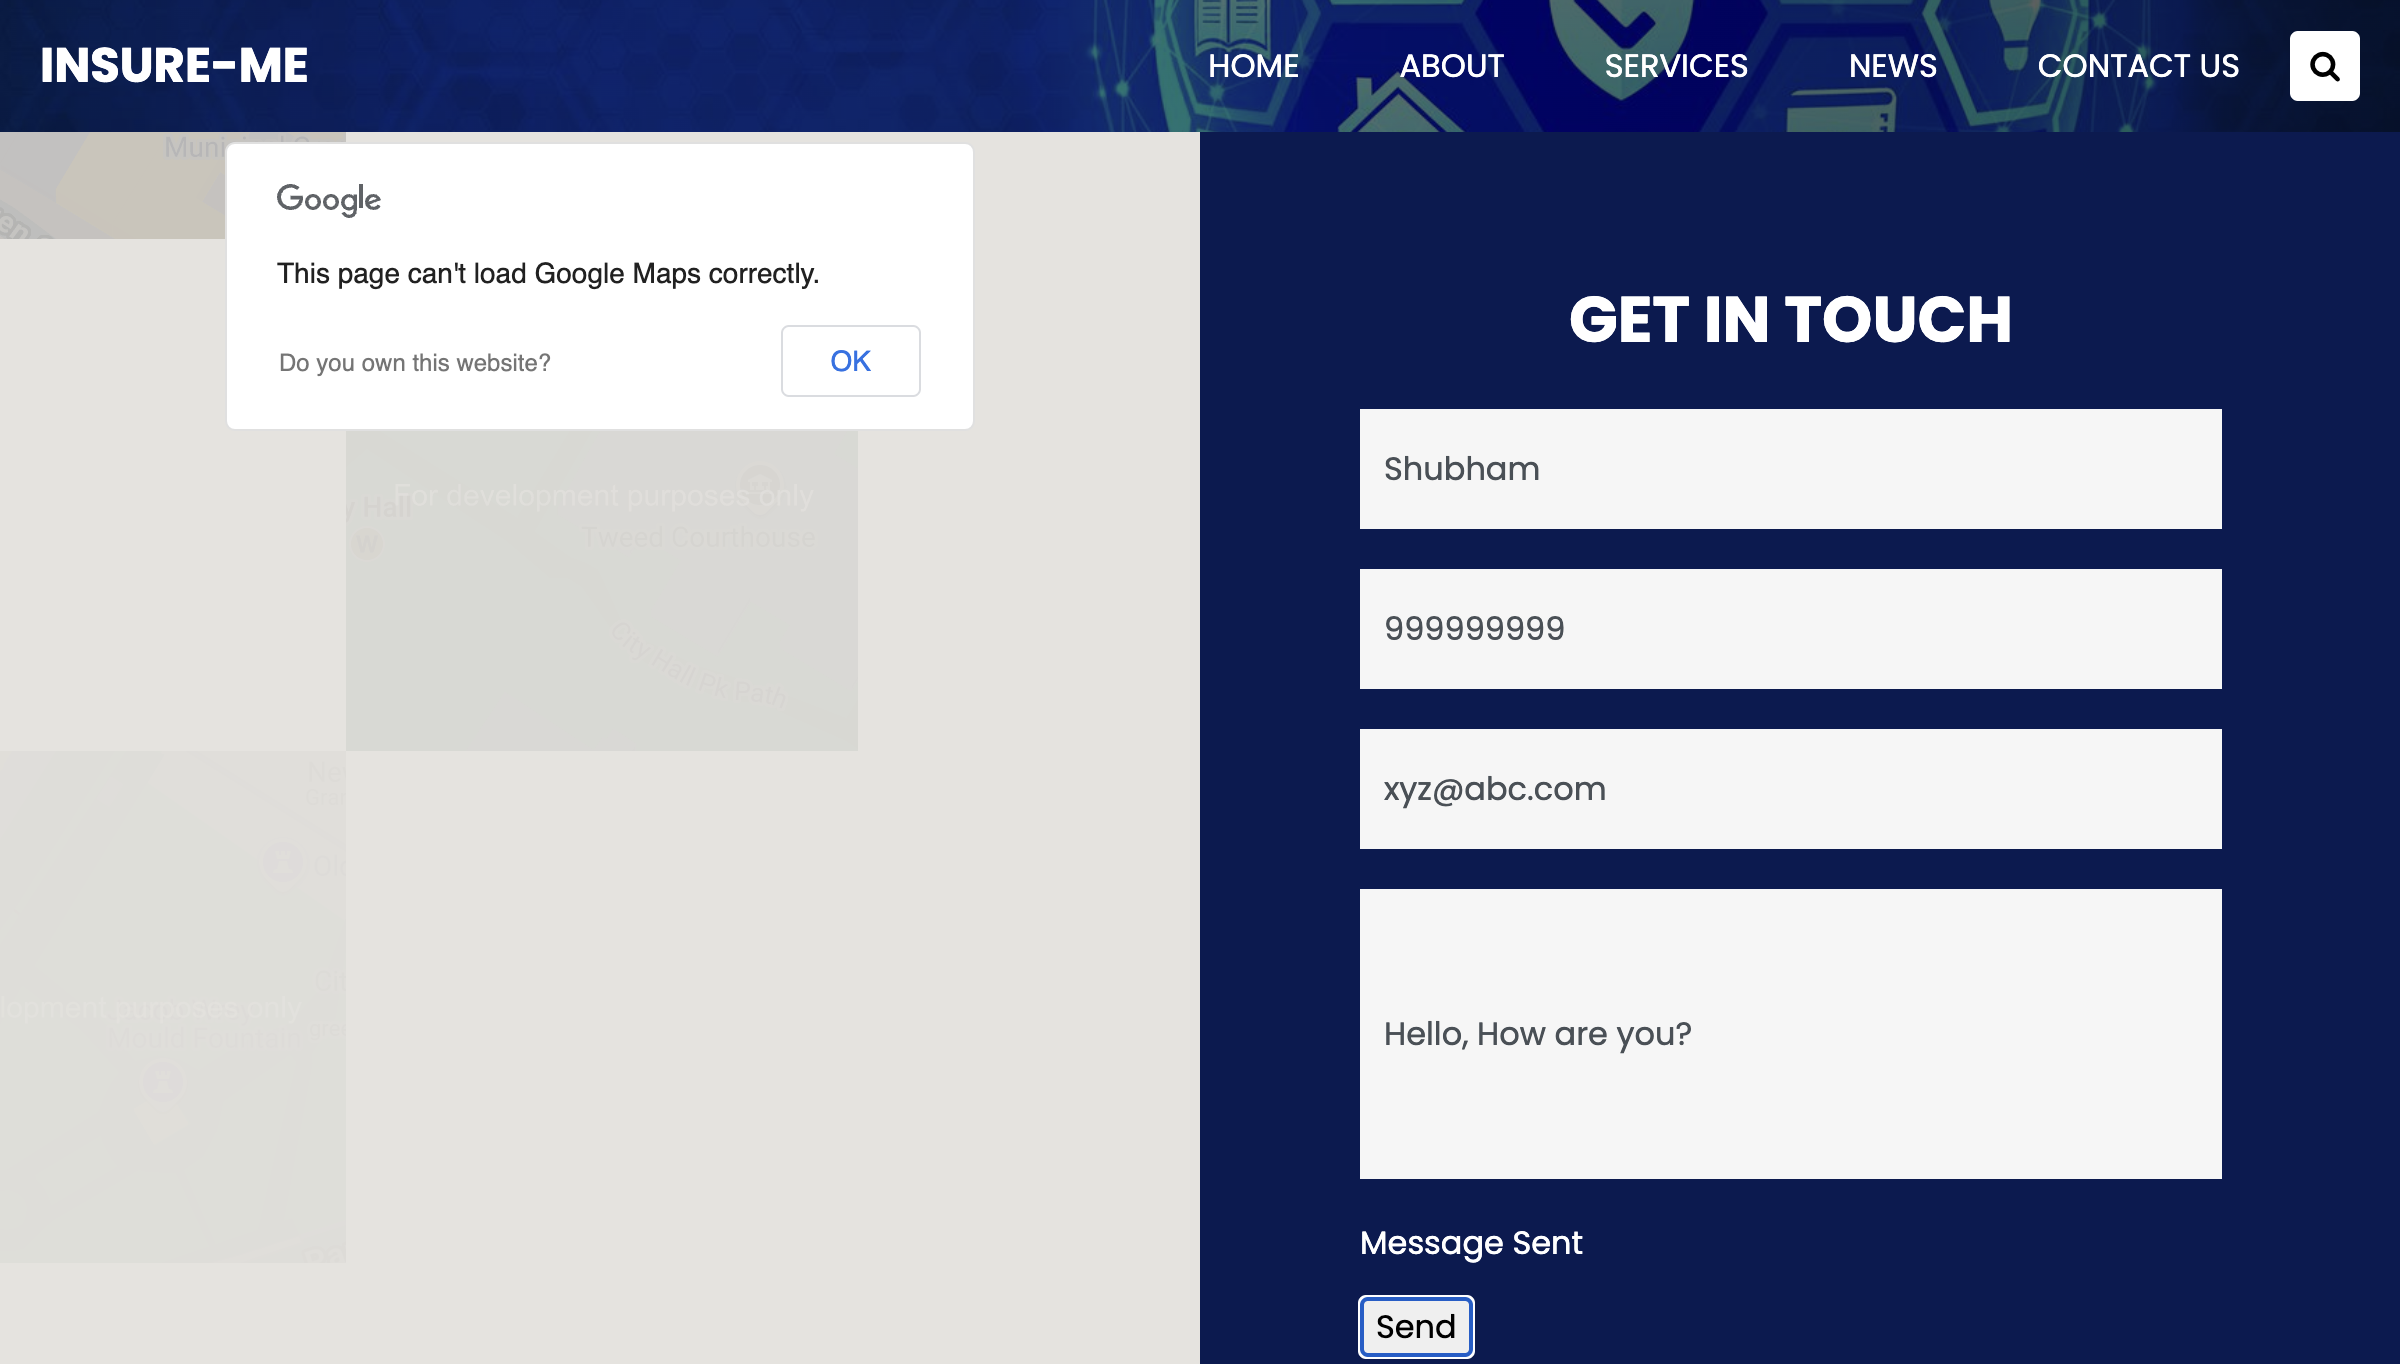 INSURE-ME
HOME ABOUT SERVICES NEWS CONTACT US
Google
This page can't load Google Maps correctly.
Do you own this website?
OK
Hall
For development purposes only
Tweed Courthouse
City Hall Pk Path
purposes only
GET IN TOUCH
Shubham
999999999
xyz@abc.com
Hello, How are you?
Message Sent
Send